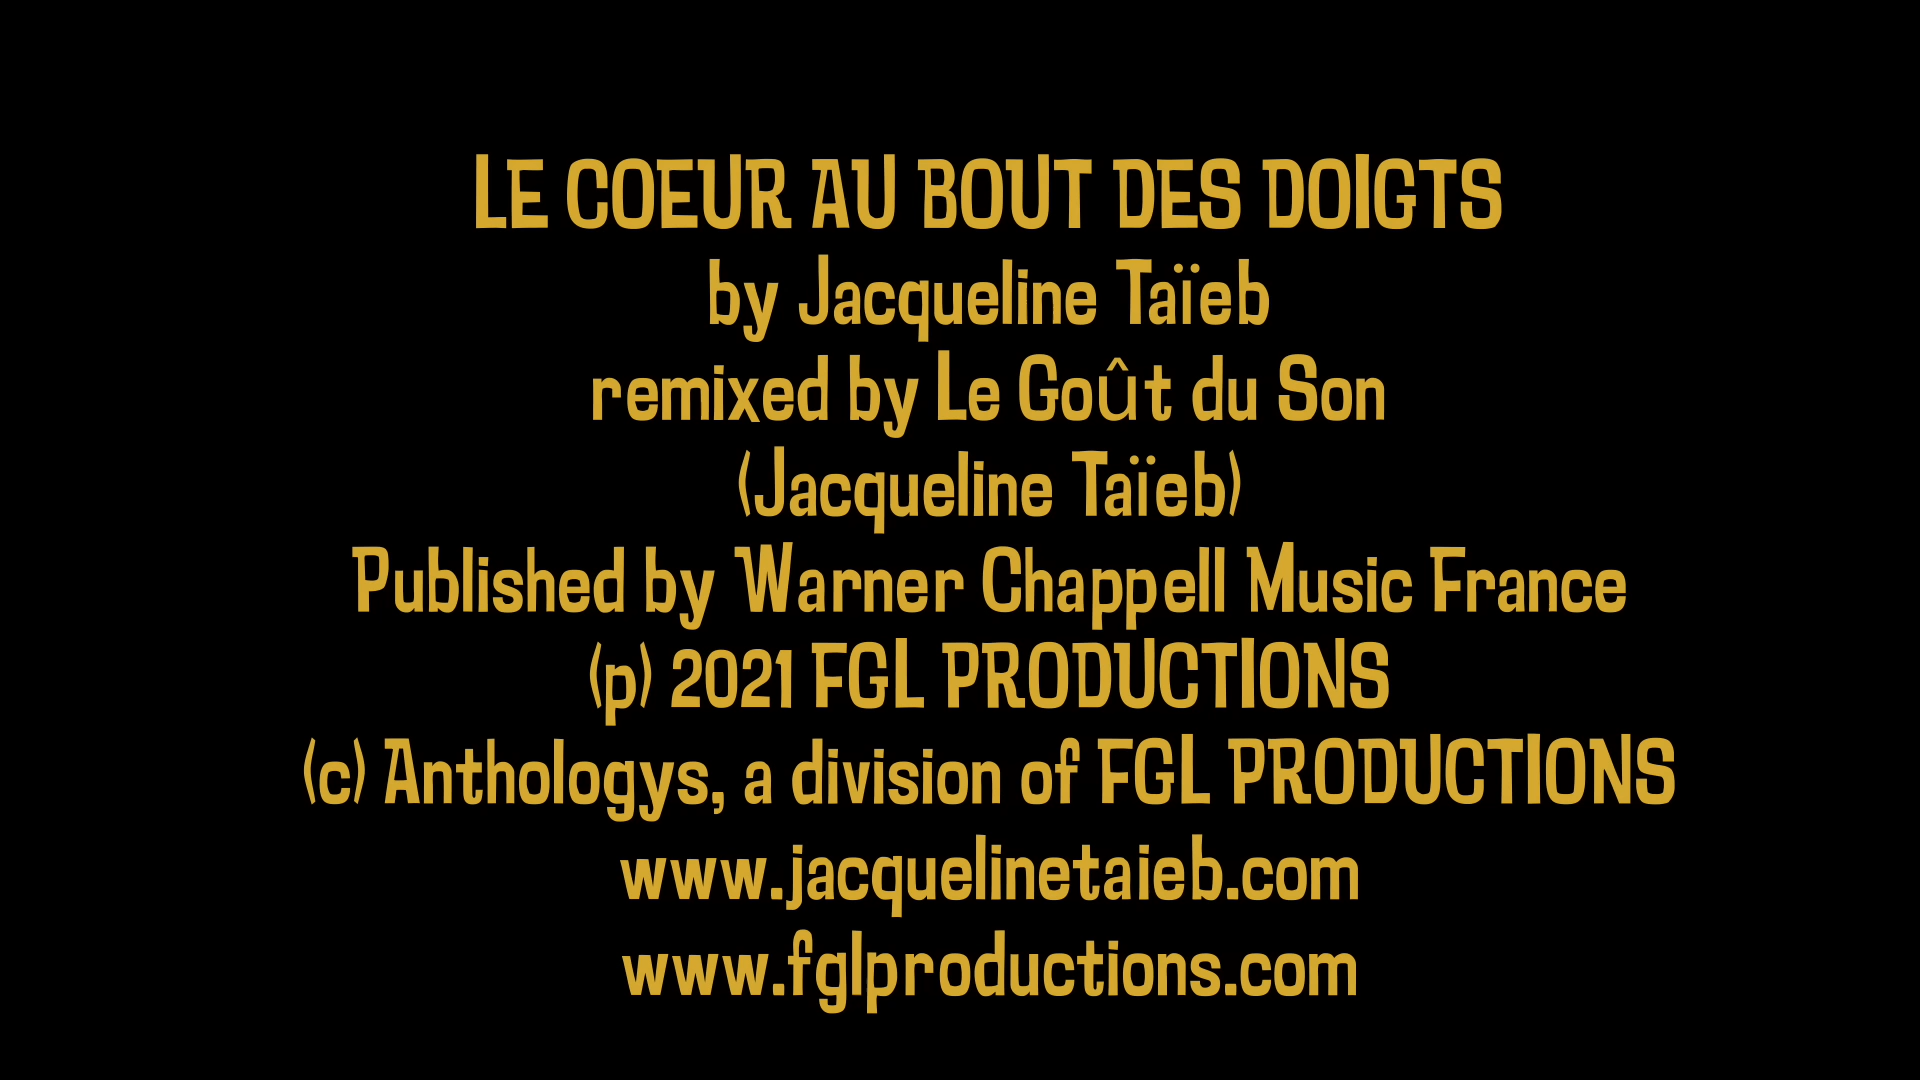 LE COEUR AU BOUT DES DOIGTS
by Jacqueline Taïeb
remixed by Le Goût du Son
(Jacqueline Taïeb)
Published by Warner Chappell Music France
(p) 2021 FGL PRODUCTIONS
(c) Anthologys, a division of FGL PRODUCTIONS
www.jacquelinetaieb.com
www.fglproductions.com